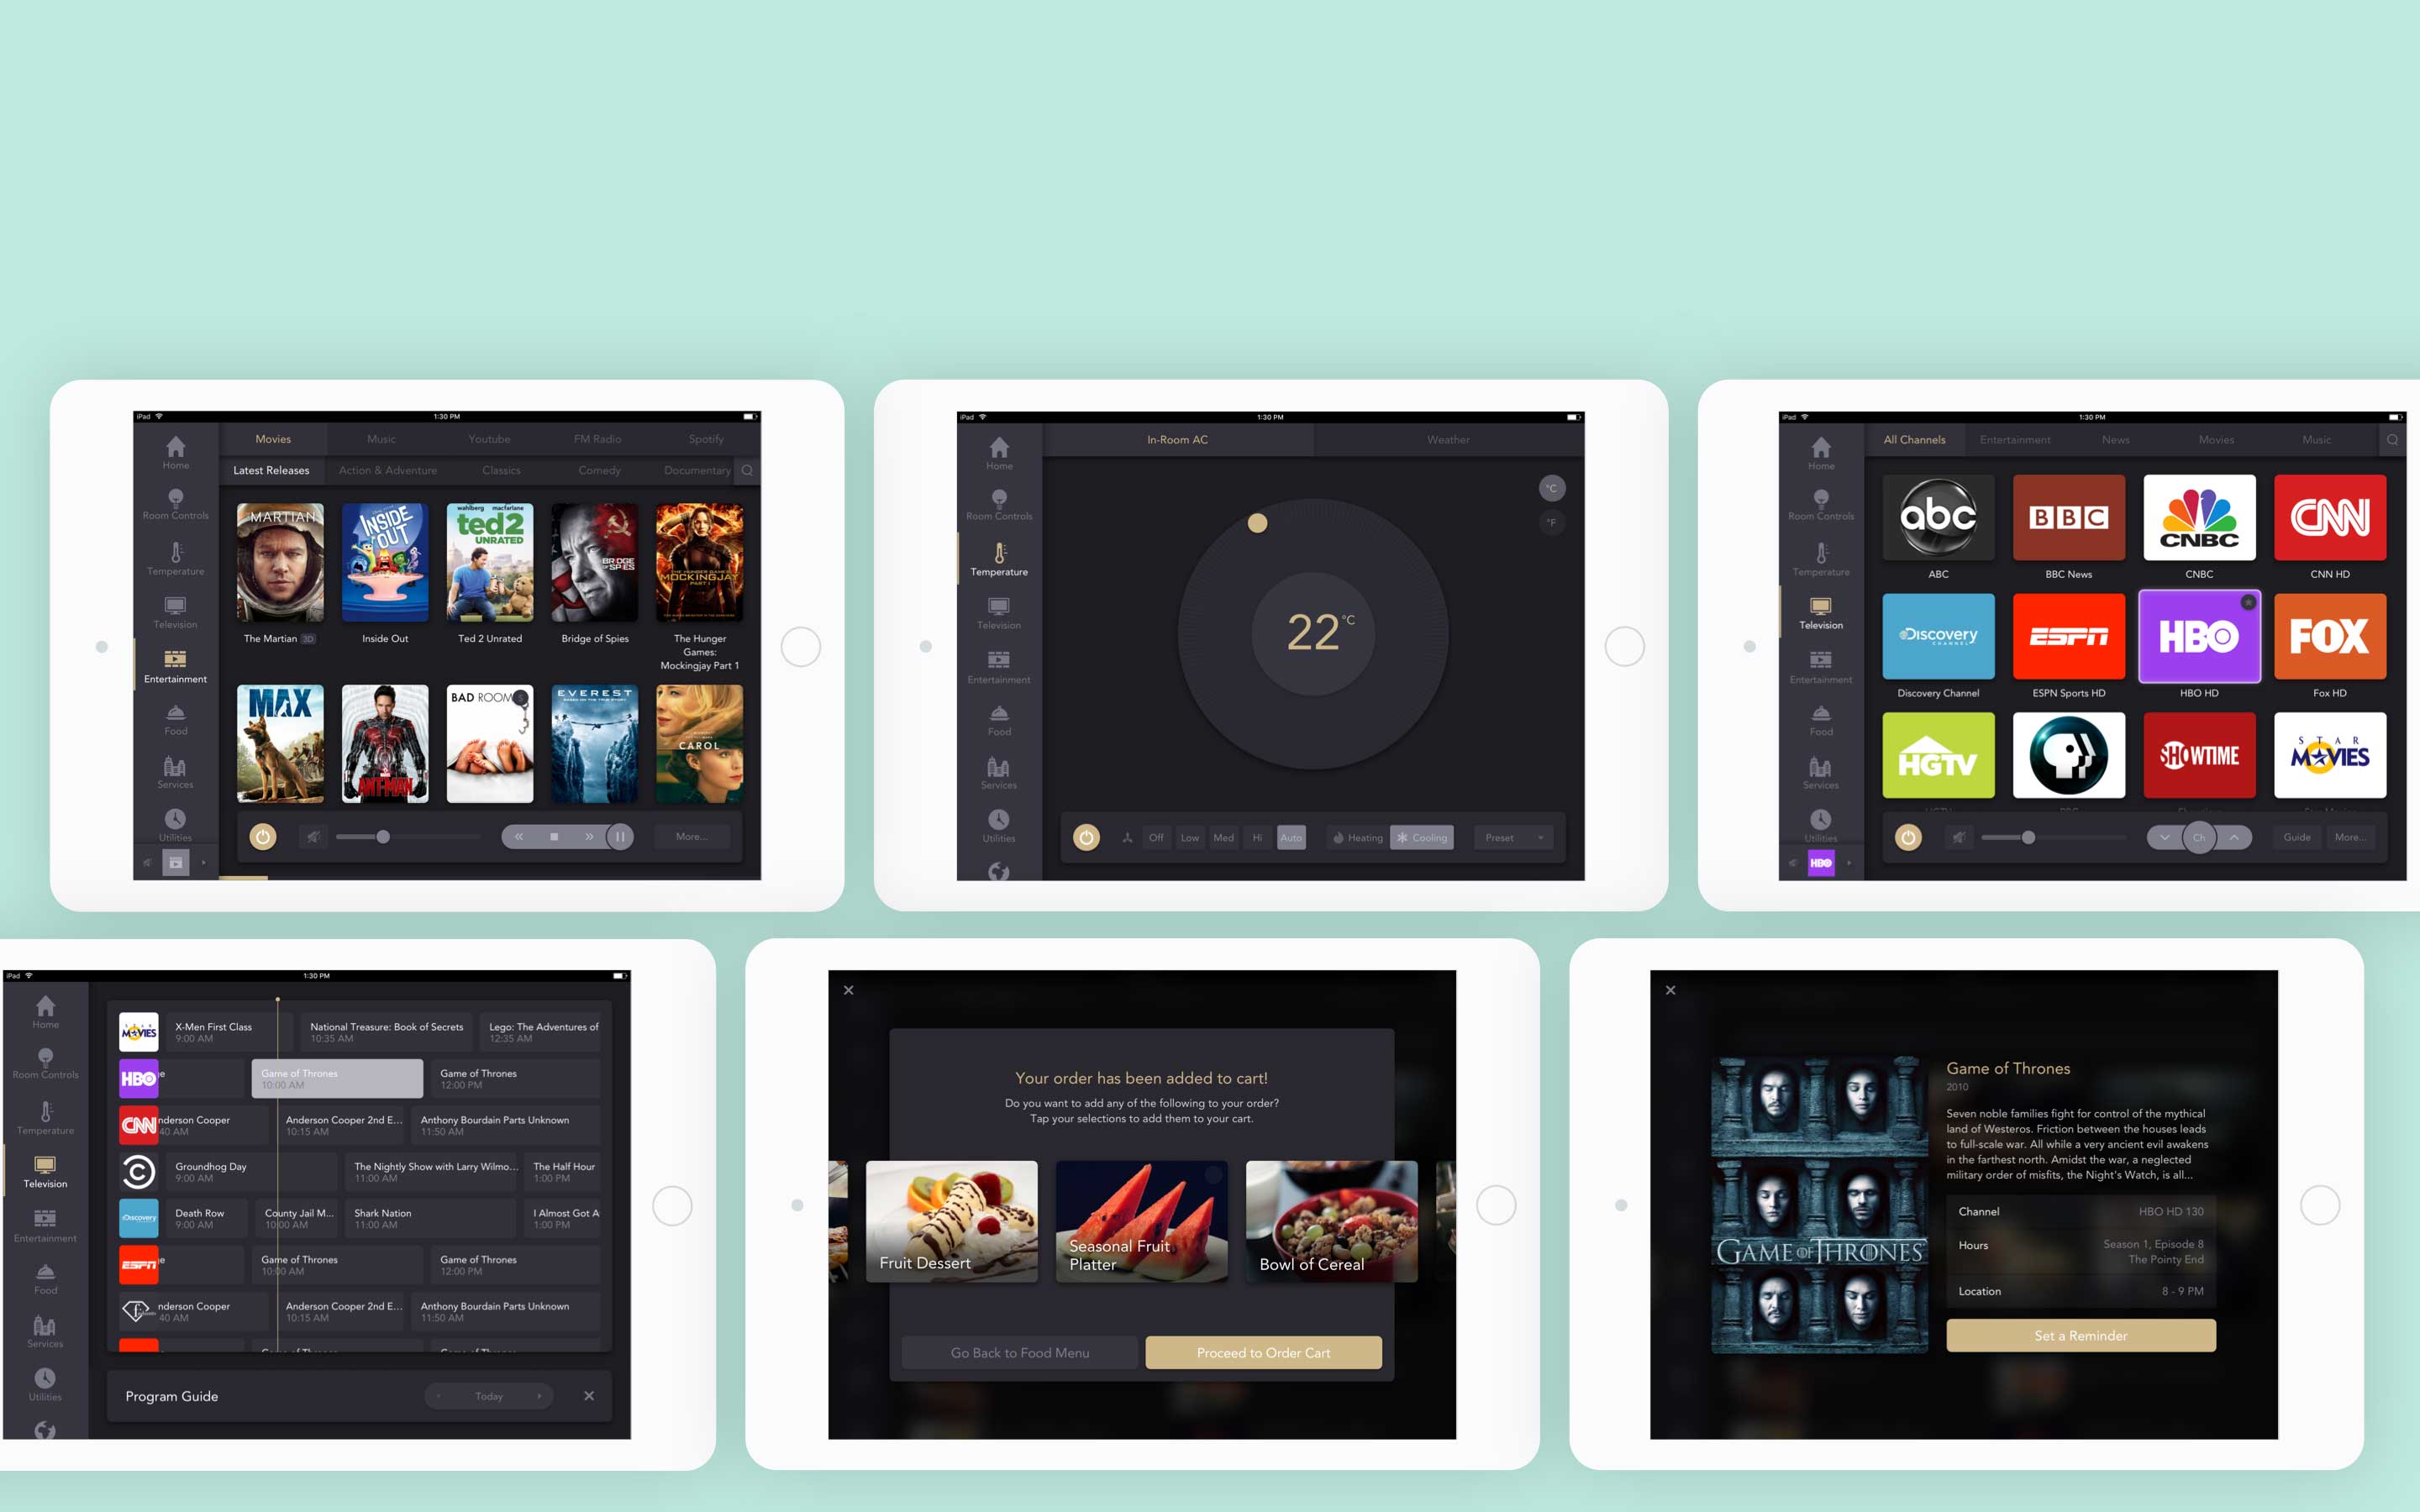 iPad
1:30 PM
Home
Room Controls
Temperature
Television
Entertainment
Food
Services
Utilities
Movies
Music
Youtube
FM Radio
Spotify
Latest Releases
Action & Adventure
Classics
Comedy
Documentary
MARTIAN
INSIDE OUT
wahlberg macfarlane
ted2
UNRATED
BRIDGE OF SPIES
THE HUNGER GAMES
MOCKINGJAY
PART 1
The Martian 3D
Inside Out
Ted 2 Unrated
Bridge of Spies
The Hunger
Games:
Mockingjay Part 1
MAX
ANT-MAN
BAD ROOMS
EVEREST
CAROL
More...
iPad
1:30 PM
Home
Room Controls
Temperature
Television
Entertainment
Food
Services
Utilities
In-Room AC
Weather
°C
°F
22 °C
Off
Low
Med
Hi
Auto
Heating
Cooling
Preset
iPad
1:30 PM
Home
Room Controls
Temperature
Television
Entertainment
Food
Services
Utilities
HBO
All Channels
Entertainment
News
Movies
Music
abc
BBC
CNBC
CNN
ABC
BBC News
CNBC
CNN HD
Discovery
CHANNEL
ESPN
HBO
FOX
Discovery Channel
ESPN Sports HD
HBO HD
Fox HD
HGTV
SHOWTIME
STAR
MOVIES
Ch
Guide
More...
iPad
1:30 PM
Home
Room Controls
Temperature
Television
Entertainment
Food
Services
Utilities
STAR
MOVIES
X-Men First Class
9:00 AM
National Treasure: Book of Secrets
10:35 AM
Lego: The Adventures of
12:35 AM
HBO
e
Game of Thrones
10:00 AM
Game of Thrones
12:00 PM
CNN
nderson Cooper
40 AM
Anderson Cooper 2nd E...
10:15 AM
Anthony Bourdain Parts Unknown
11:50 AM
Groundhog Day
9:00 AM
The Nightly Show with Larry Wilmo...
11:00 AM
The Half Hour
1:00 PM
Discovery
Death Row
9:00 AM
County Jail M...
10:00 AM
Shark Nation
11:00 AM
I Almost Got A
1:00 PM
ESPN
e
Game of Thrones
10:00 AM
Game of Thrones
12:00 PM
nderson Cooper
40 AM
Anderson Cooper 2nd E...
10:15 AM
Anthony Bourdain Parts Unknown
11:50 AM
Program Guide
Today
Your order has been added to cart!
Do you want to add any of the following to your order?
Tap your selections to add them to your cart.
Fruit Dessert
Seasonal Fruit
Platter
Bowl of Cereal
Go Back to Food Menu
Proceed to Order Cart
GAME OF THRONES
Game of Thrones
2010
Seven noble families fight for control of the mythical
land of Westeros. Friction between the houses leads
to full-scale war. All while a very ancient evil awakens
in the farthest north. Amidst the war, a neglected
military order of misfits, the Night's Watch, is all...
Channel
HBO HD 130
Hours
Season 1, Episode 8
The Pointy End
Location
8 - 9 PM
Set a Reminder